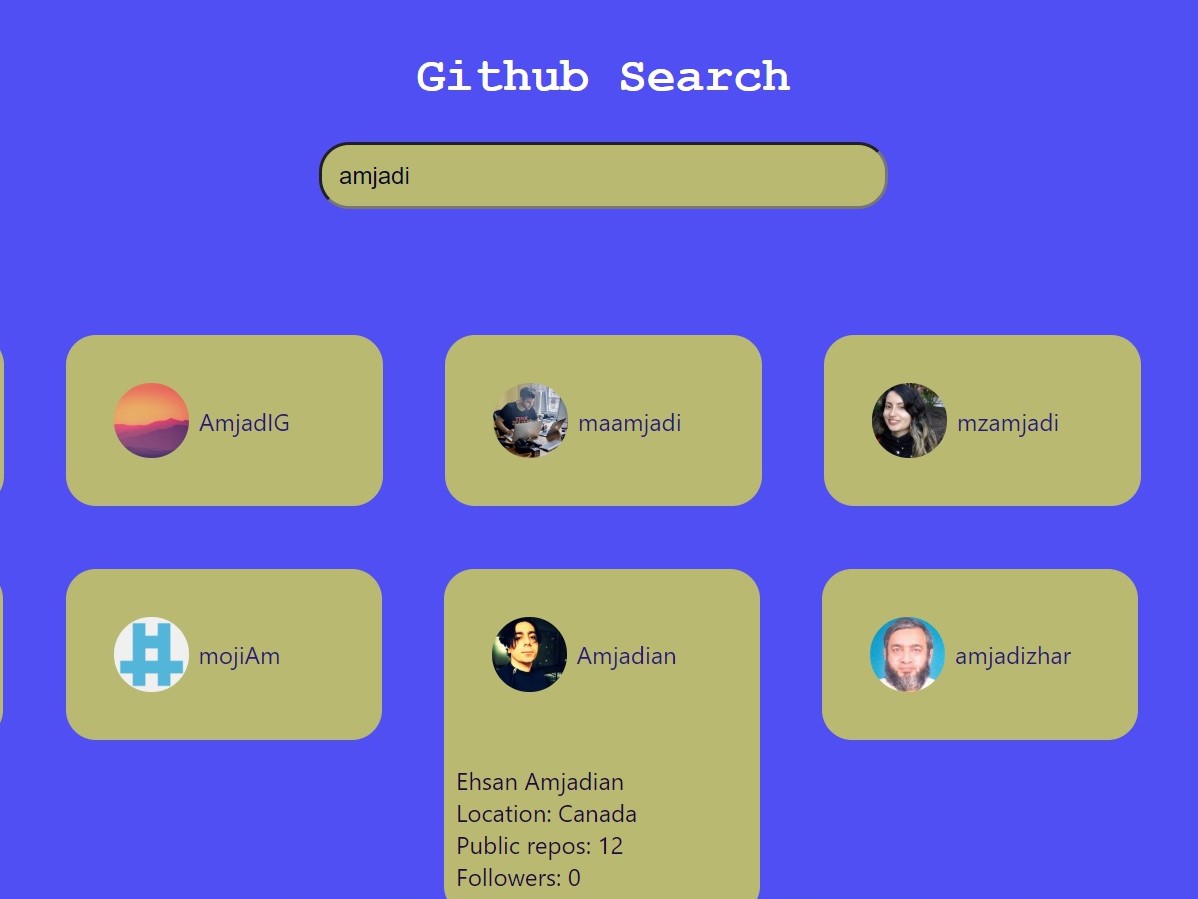 Github Search
amjadi
AmjadIG
maamjadi
mzamjadi
mojiAm
Amjadian
amjadizhar
Ehsan Amjadian
Location: Canada
Public repos: 12
Followers: 0